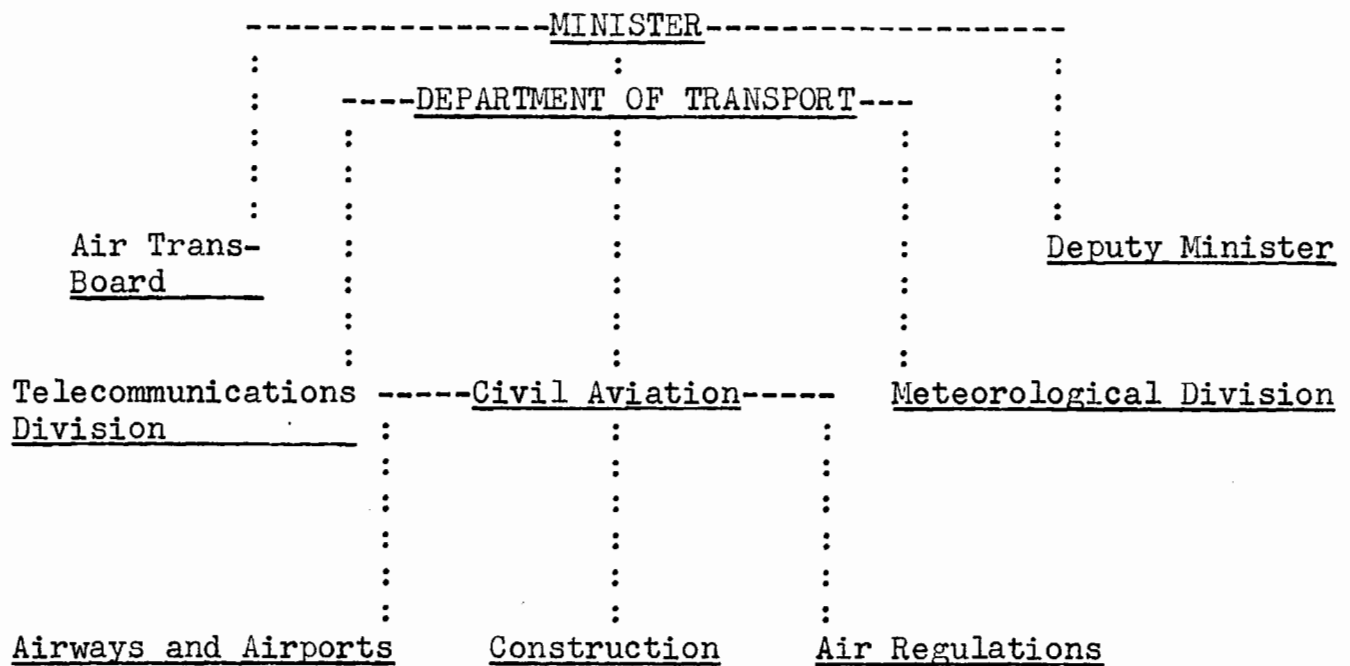 MINISTER
DEPARTMENT OF TRANSPORT
Air Trans-
Board
Deputy Minister
Telecommunications
Division
Civil Aviation
Meteorological Division
Airways and Airports
Construction
Air Regulations